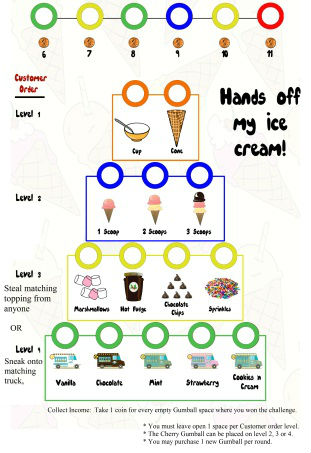 6 7 8 9 10 11
Customer
Order
Hands off
my ice
cream!
Level 1
Cup Cone
Level 2
1 Scoop 2 Scoops 3 Scoops
Level 3
Steal matching
topping from
anyone
Marshmellows Hot Fudge Chocolate
Chips Sprinkles
OR
Level 4
Sneak onto
matching
truck,
Vanilla Chocolate Mint Strawberry Cookies n
Cream
Collect Income: Take 1 coin for every empty Gumball space where you won the challenge.
* You must leave open 1 space per Customer order level.
* The Cherry Gumball can be placed on level 2, 3 or 4.
* You may purchase 1 new Gumball per round.